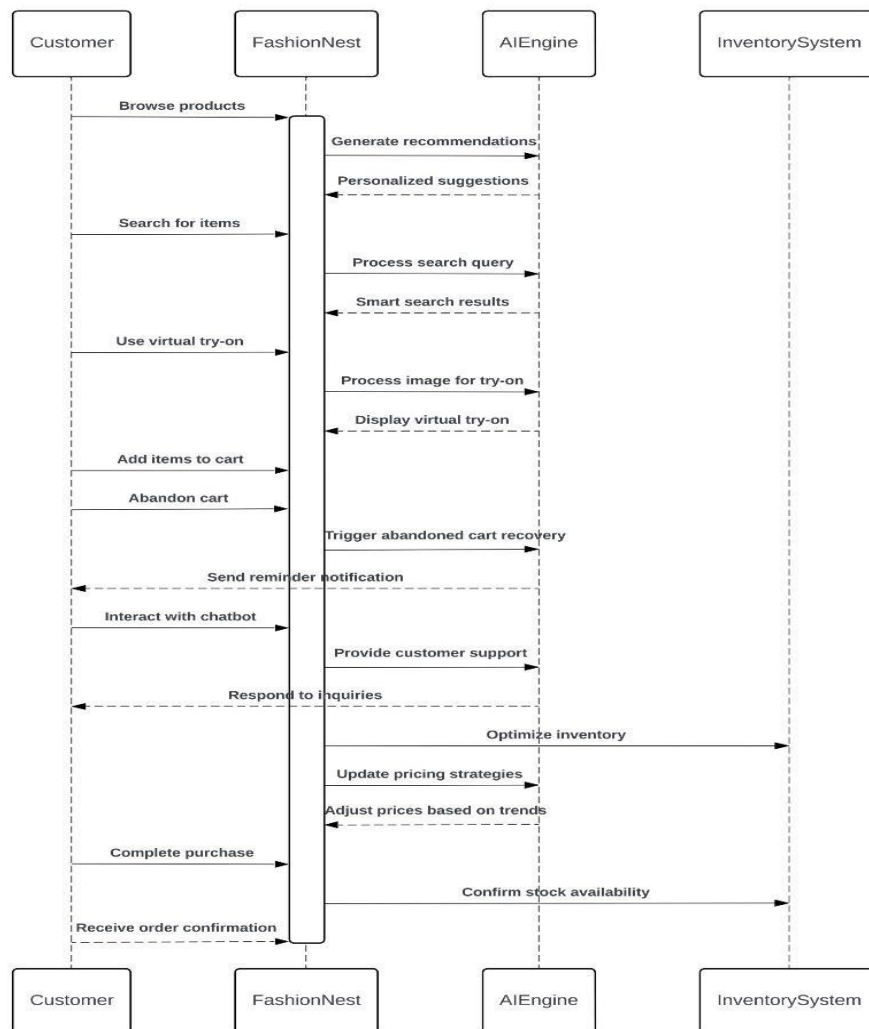 Customer FashionNest AIEngine InventorySystem
Browse products
Generate recommendations
Personalized suggestions
Search for items
Process search query
Smart search results
Use virtual try-on
Process image for try-on
Display virtual try-on
Add items to cart
Abandon cart
Trigger abandoned cart recovery
Send reminder notification
Interact with chatbot
Provide customer support
Respond to inquiries
Optimize inventory
Update pricing strategies
Adjust prices based on trends
Complete purchase
Confirm stock availability
Receive order confirmation
Customer FashionNest AIEngine InventorySystem